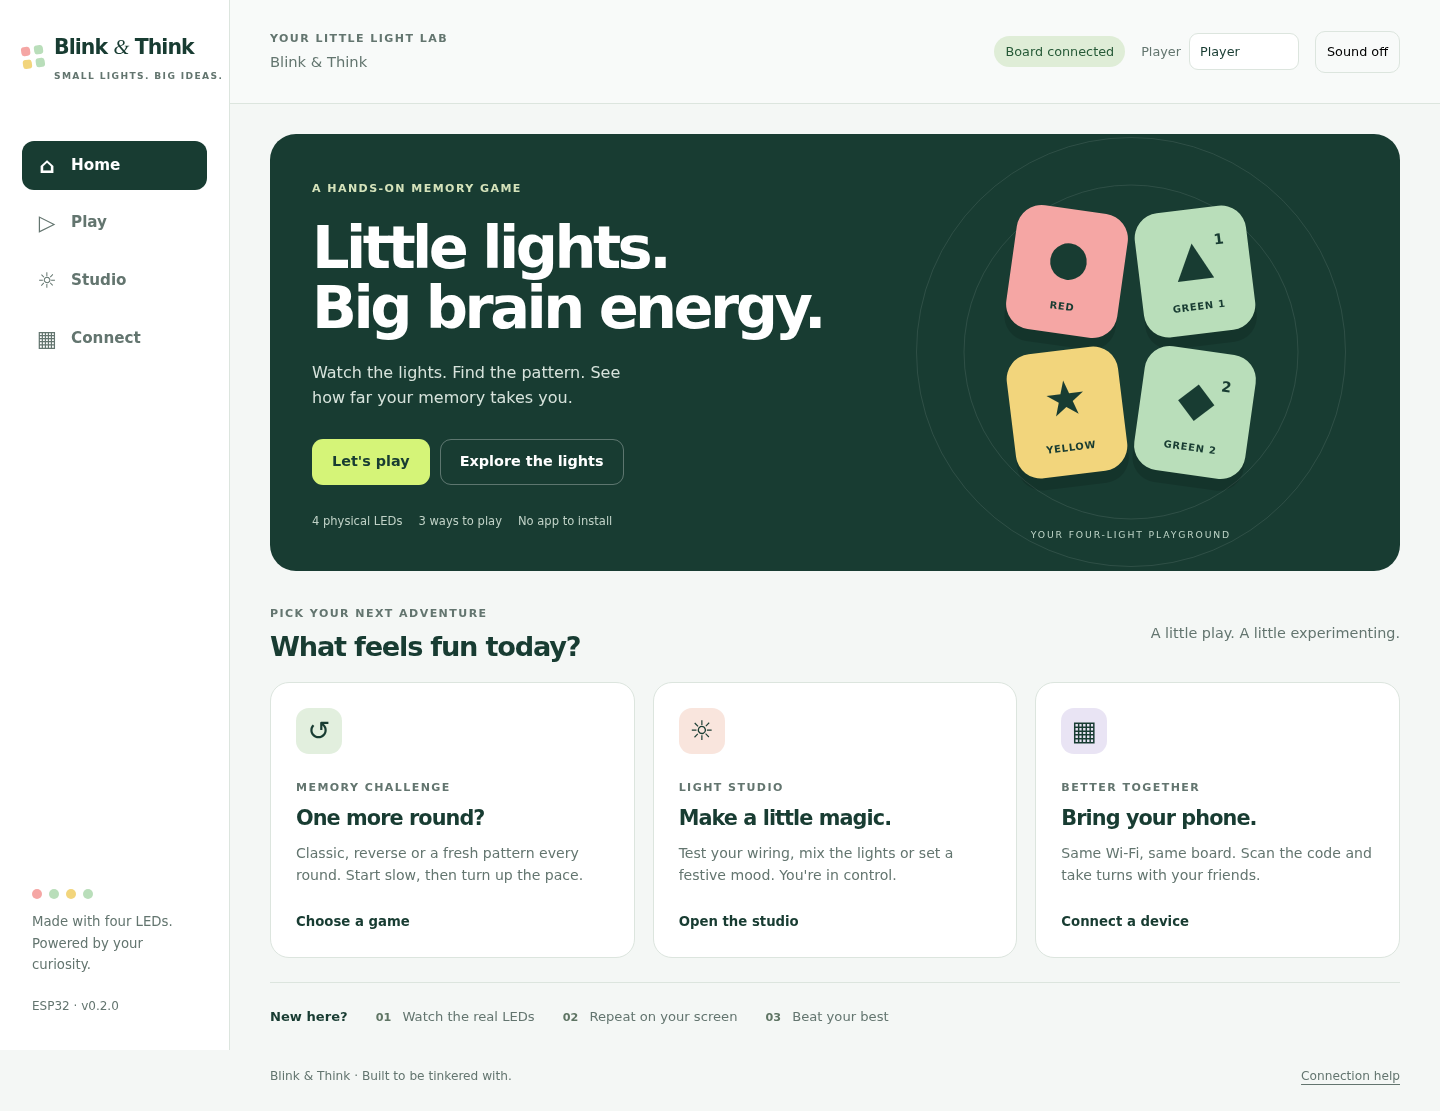 Blink & Think
SMALL LIGHTS. BIG IDEAS.
Home
Play
Studio
Connect
Made with four LEDs.
Powered by your
curiosity.
ESP32 · v0.2.0
YOUR LITTLE LIGHT LAB
Blink & Think
Board connected
Player
Player
Sound off
A HANDS-ON MEMORY GAME
Little lights.
Big brain energy.
Watch the lights. Find the pattern. See
how far your memory takes you.
Let's play
Explore the lights
4 physical LEDs
3 ways to play
No app to install
RED
1
GREEN 1
YELLOW
2
GREEN 2
YOUR FOUR-LIGHT PLAYGROUND
PICK YOUR NEXT ADVENTURE
What feels fun today?
A little play. A little experimenting.
MEMORY CHALLENGE
One more round?
Classic, reverse or a fresh pattern every
round. Start slow, then turn up the pace.
Choose a game
LIGHT STUDIO
Make a little magic.
Test your wiring, mix the lights or set a
festive mood. You're in control.
Open the studio
BETTER TOGETHER
Bring your phone.
Same Wi-Fi, same board. Scan the code and
take turns with your friends.
Connect a device
New here?
01 Watch the real LEDs
02 Repeat on your screen
03 Beat your best
Blink & Think · Built to be tinkered with.
Connection help